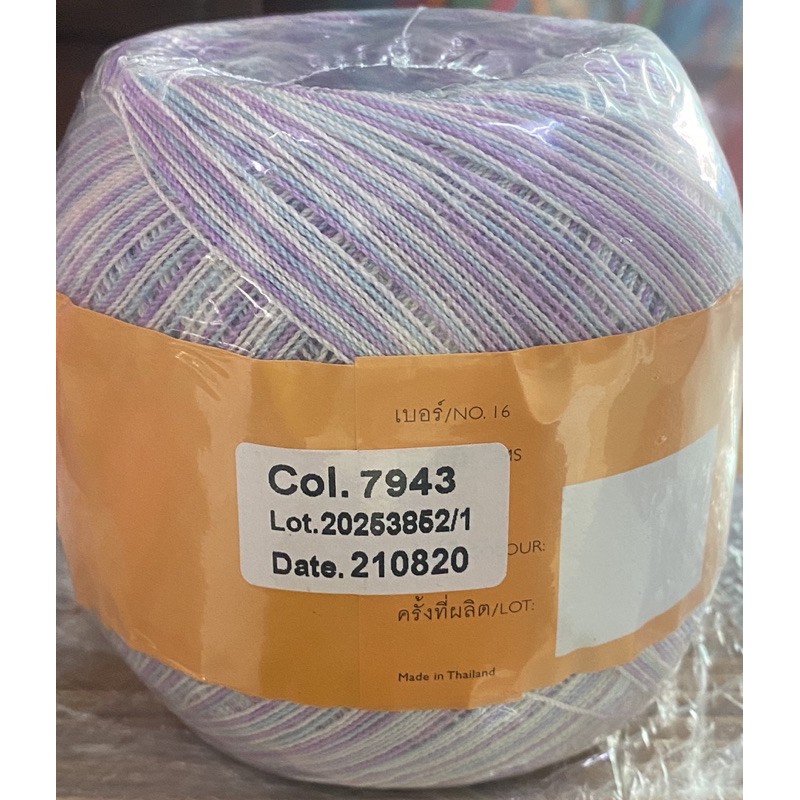 เบอร์/NO. 16
Col. 7943
Lot.20253852/1
Date. 210820
ครั้งที่ผลิต/LOT:
Made in Thailand